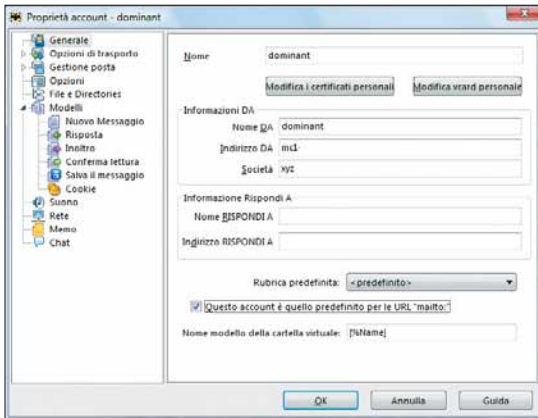 Proprietà account - dominant
Generale
Opzioni di trasporto
Gestione posta
Opzioni
File e Directories
Modelli
Nuovo Messaggio
Risposta
Inoltro
Conferma lettura
Salva il messaggio
Cookie
Suono
Rete
Memo
Chat
Nome dominant
Modifica i certificati personali Modifica vcard personale
Informazioni DA
Nome DA dominant
Indirizzo DA mc1
Società xyz
Informazione Rispondi A
Nome RISPONDI A
Indirizzo RISPONDI A
Rubrica predefinita: <predefinito>
Questo account è quello predefinito per le URL "mailto:"
Nome modello della cartella virtuale: [%Name]
OK Annulla Guida